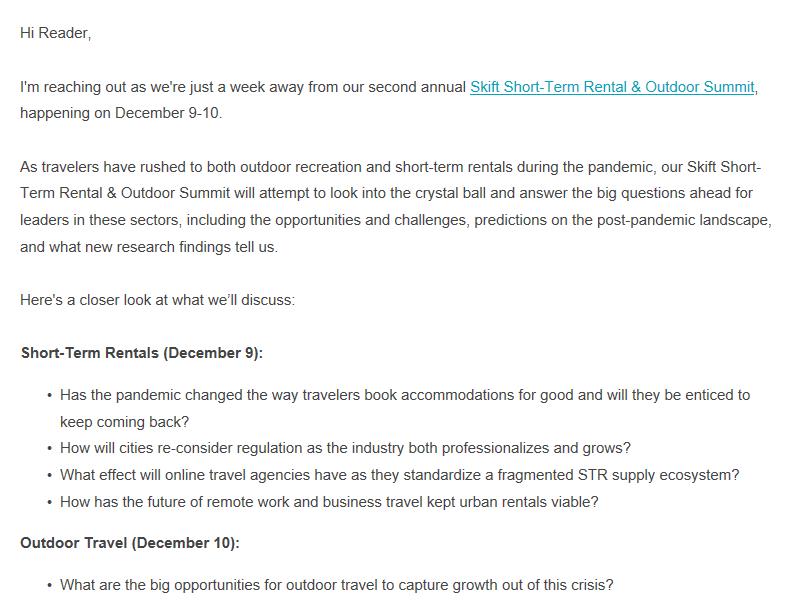 Hi Reader,
I'm reaching out as we're just a week away from our second annual Skift Short-Term Rental & Outdoor Summit,
happening on December 9-10.
As travelers have rushed to both outdoor recreation and short-term rentals during the pandemic, our Skift Short-
Term Rental & Outdoor Summit will attempt to look into the crystal ball and answer the big questions ahead for
leaders in these sectors, including the opportunities and challenges, predictions on the post-pandemic landscape,
and what new research findings tell us.
Here's a closer look at what we’ll discuss:
Short-Term Rentals (December 9):
• Has the pandemic changed the way travelers book accommodations for good and will they be enticed to
keep coming back?
• How will cities re-consider regulation as the industry both professionalizes and grows?
• What effect will online travel agencies have as they standardize a fragmented STR supply ecosystem?
• How has the future of remote work and business travel kept urban rentals viable?
Outdoor Travel (December 10):
• What are the big opportunities for outdoor travel to capture growth out of this crisis?